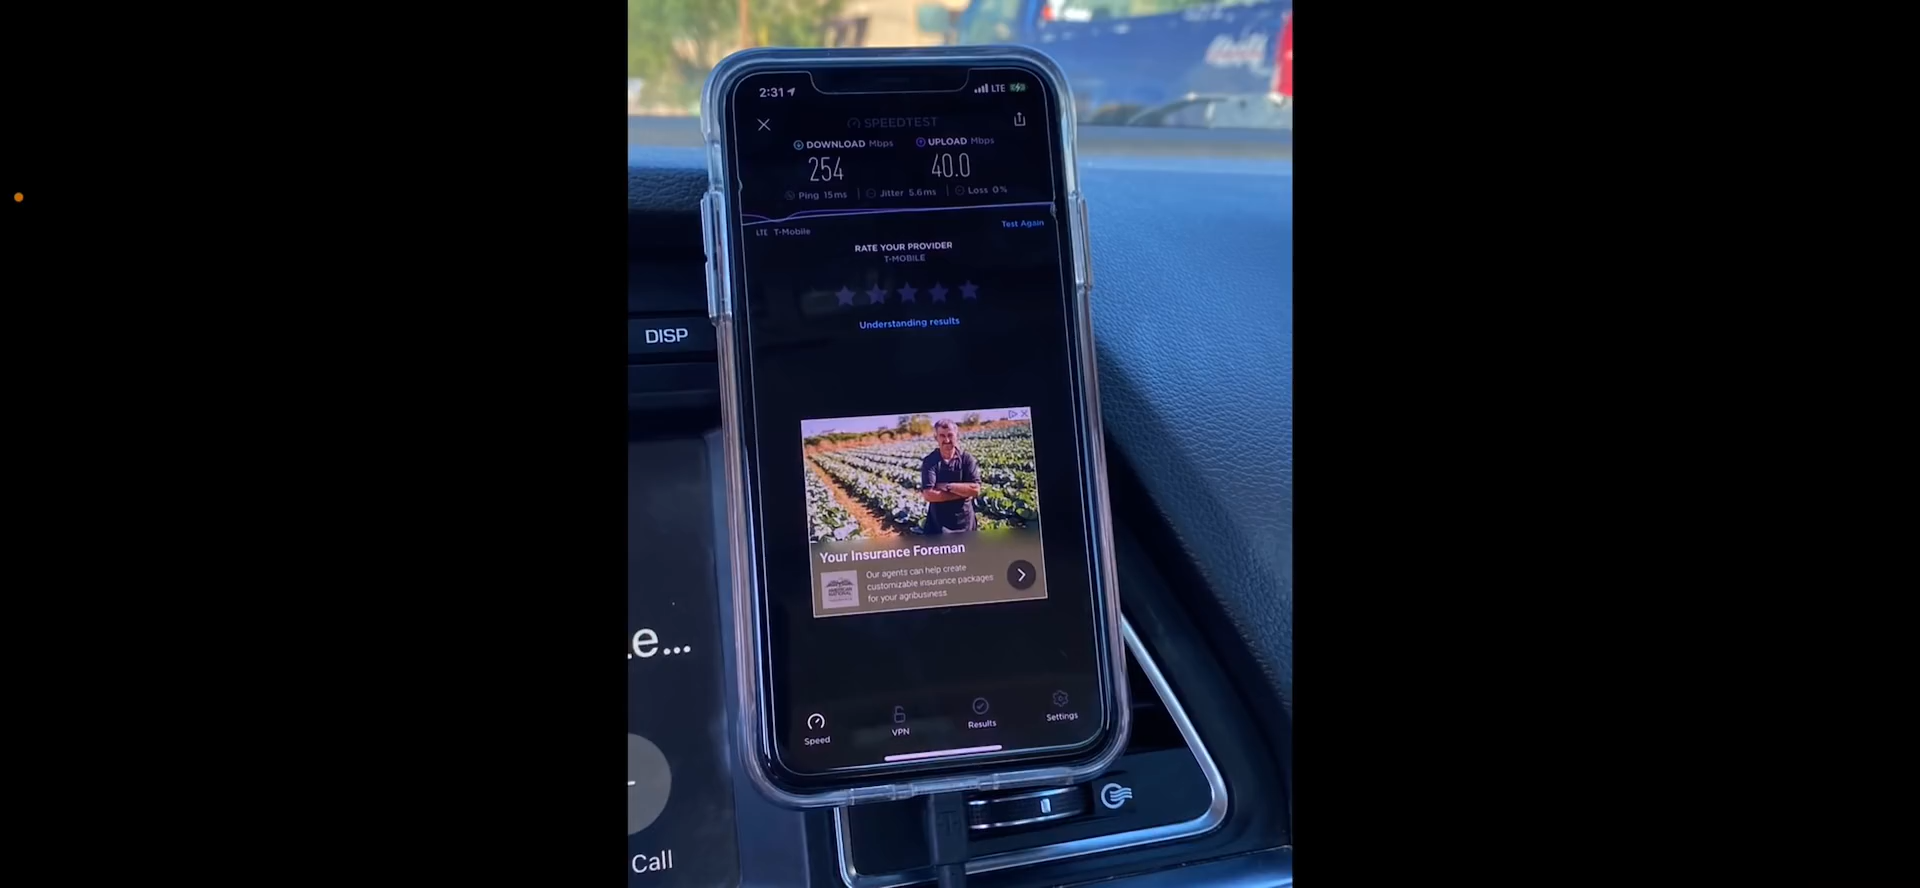 2:31 LTE
SPEEDTEST
DOWNLOAD Mbps UPLOAD Mbps
254 40.0
Ping 15ms Jitter 5.6ms Loss 0%
LTE T-Mobile Test Again
RATE YOUR PROVIDER
T-MOBILE
Understanding results
DISP
Your Insurance Foreman
AMERICAN
NATIONAL
Our agents can help create
customizable insurance packages
for your agribusiness
e...
Speed VPN Results Settings
Call